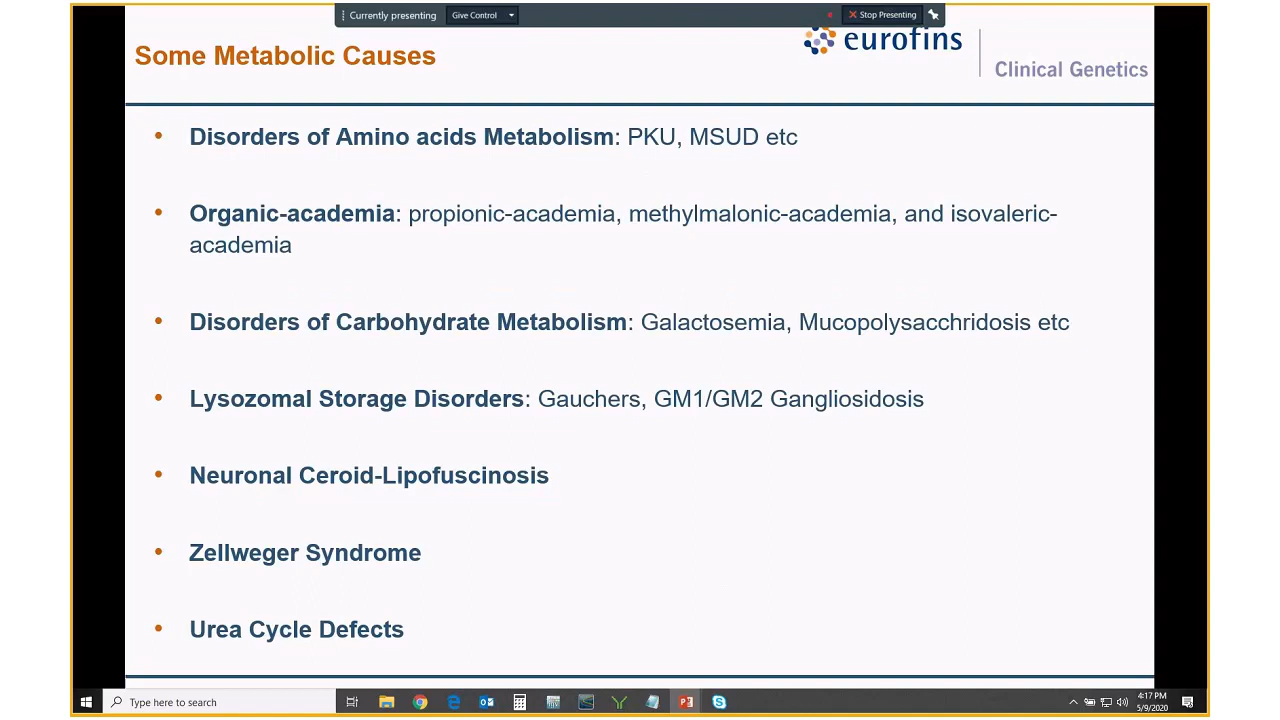 Currently presenting Give Control Stop Presenting
Some Metabolic Causes
eurofins
Clinical Genetics
• Disorders of Amino acids Metabolism: PKU, MSUD etc
• Organic-academia: propionic-academia, methylmalonic-academia, and isovaleric-
academia
• Disorders of Carbohydrate Metabolism: Galactosemia, Mucopolysacchridosis etc
• Lysozomal Storage Disorders: Gauchers, GM1/GM2 Gangliosidosis
• Neuronal Ceroid-Lipofuscinosis
• Zellweger Syndrome
• Urea Cycle Defects
Type here to search
4:17 PM
5/9/2020